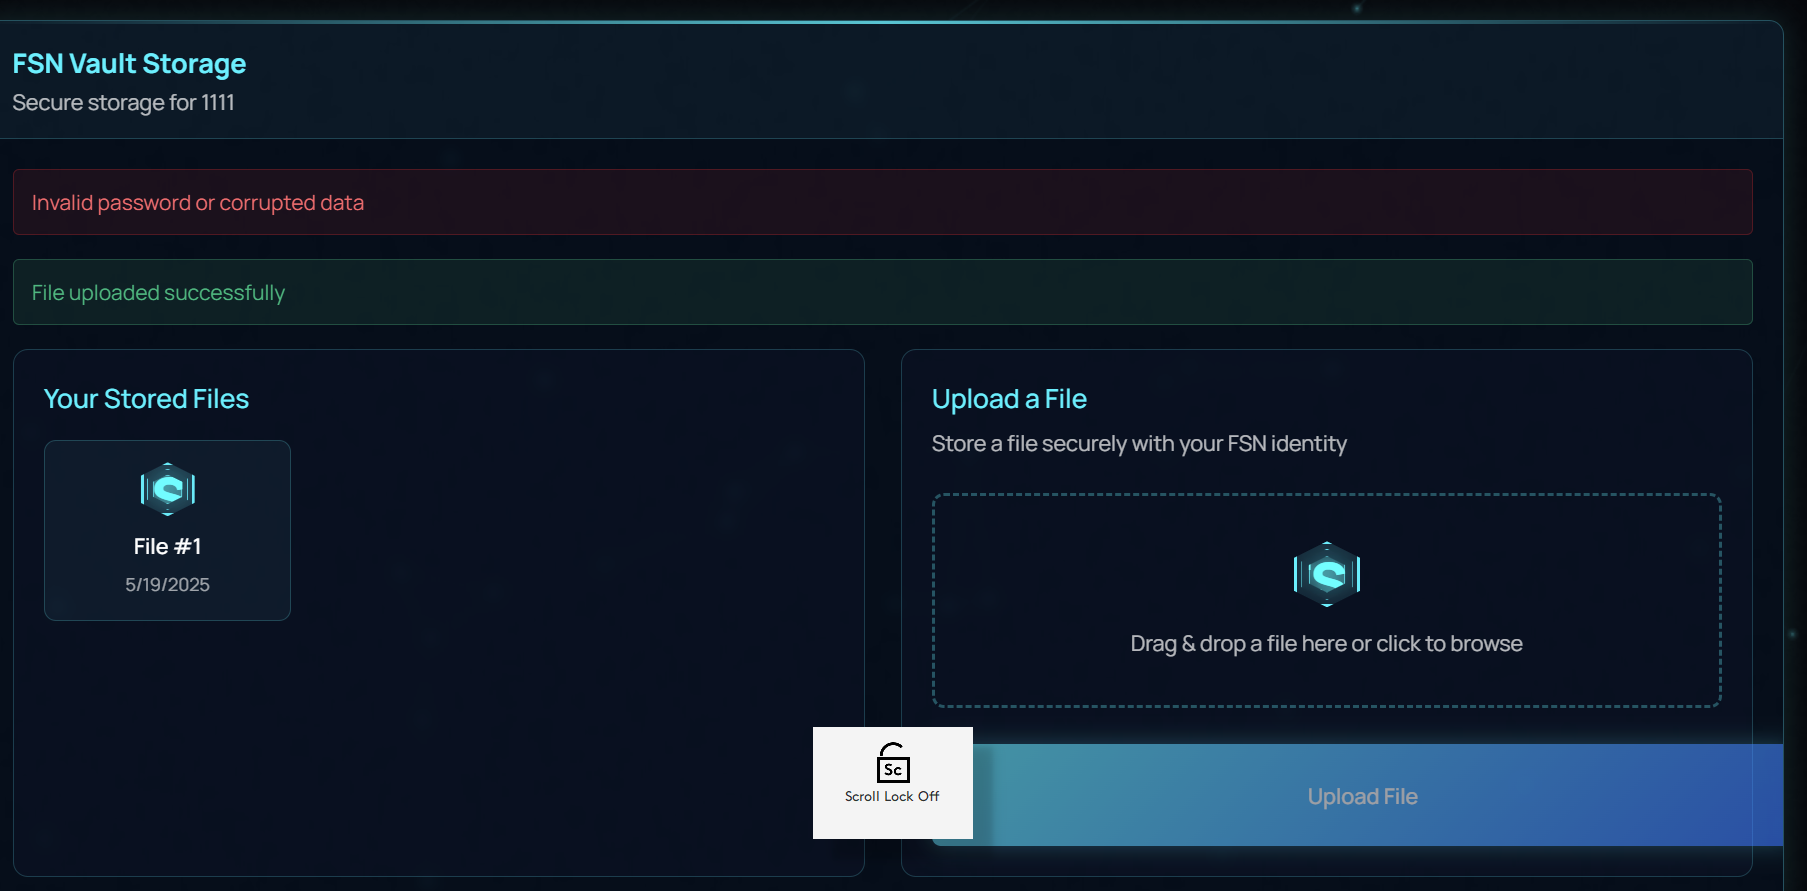 FSN Vault Storage
Secure storage for 1111
Invalid password or corrupted data
File uploaded successfully
Your Stored Files
File #1
5/19/2025
Upload a File
Store a file securely with your FSN identity
Drag & drop a file here or click to browse
Sc
Scroll Lock Off
Upload File